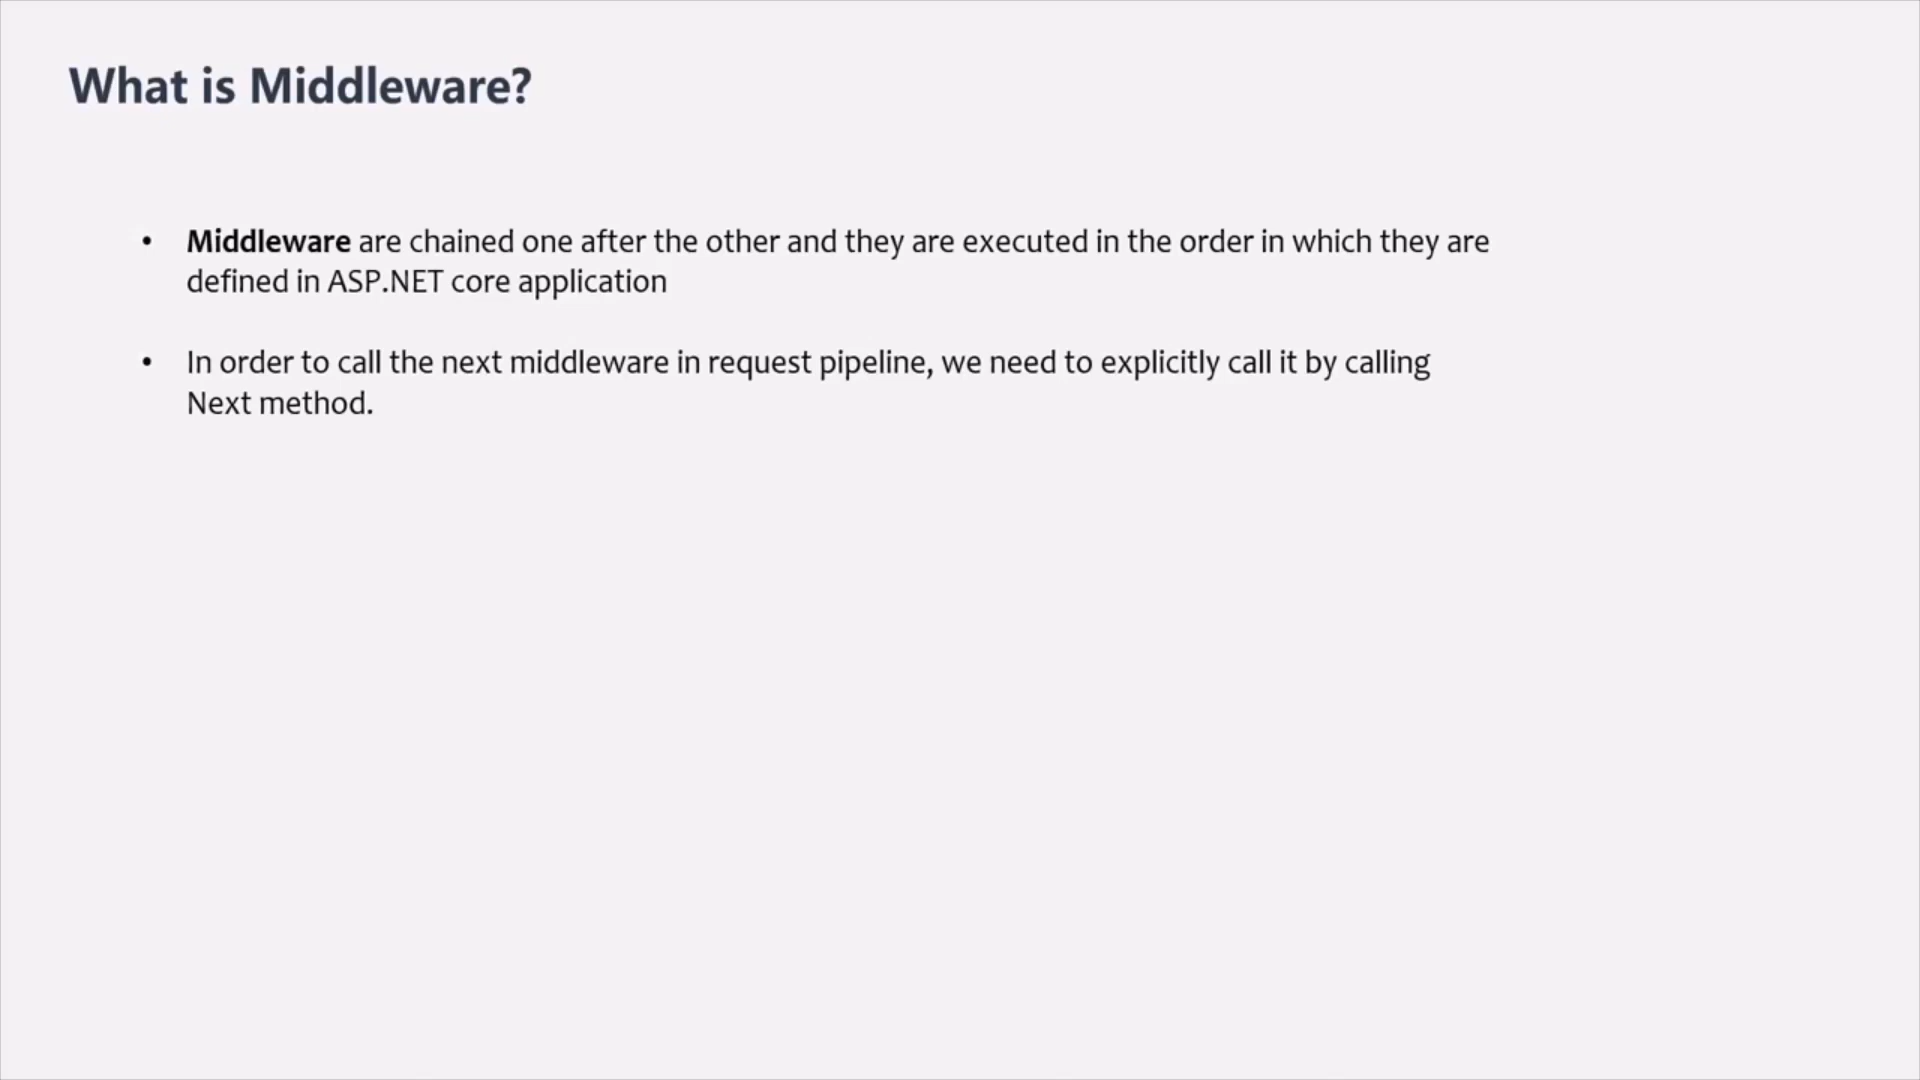 What is Middleware?
• Middleware are chained one after the other and they are executed in the order in which they are
defined in ASP.NET core application
• In order to call the next middleware in request pipeline, we need to explicitly call it by calling
Next method.